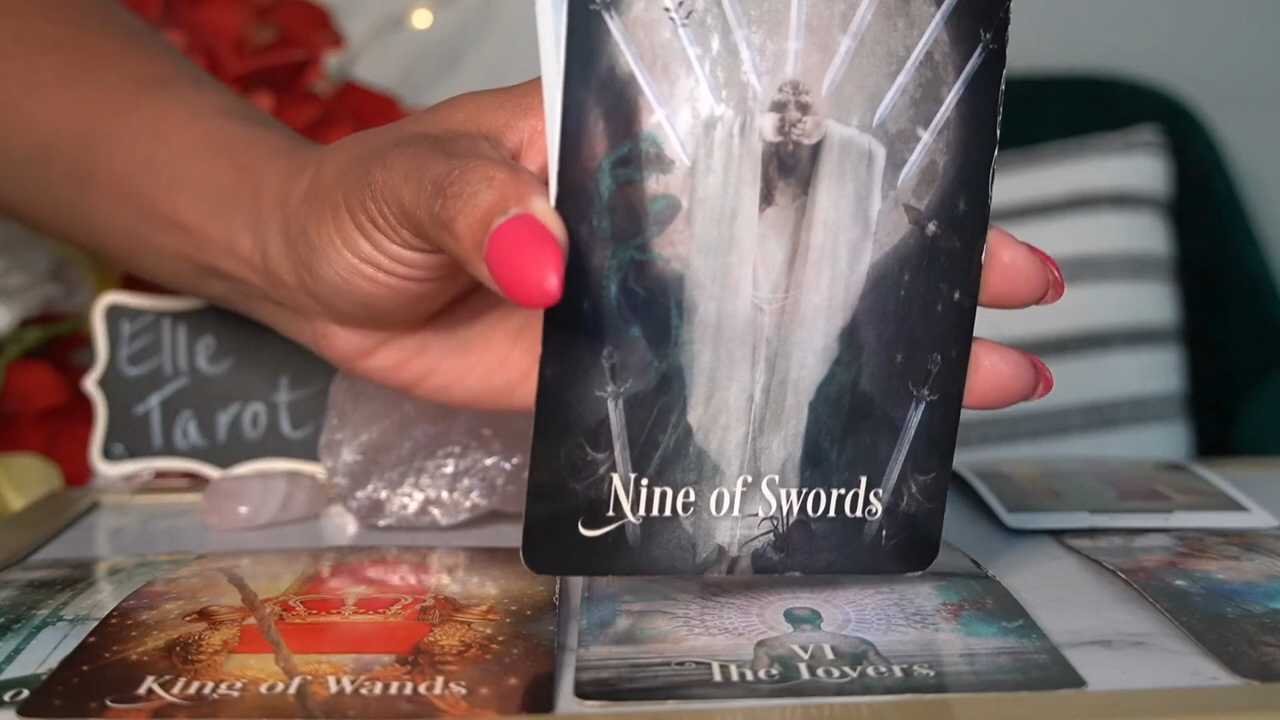 Elle
Tarot
Nine of Swords
King of Wands
VI
The Lovers